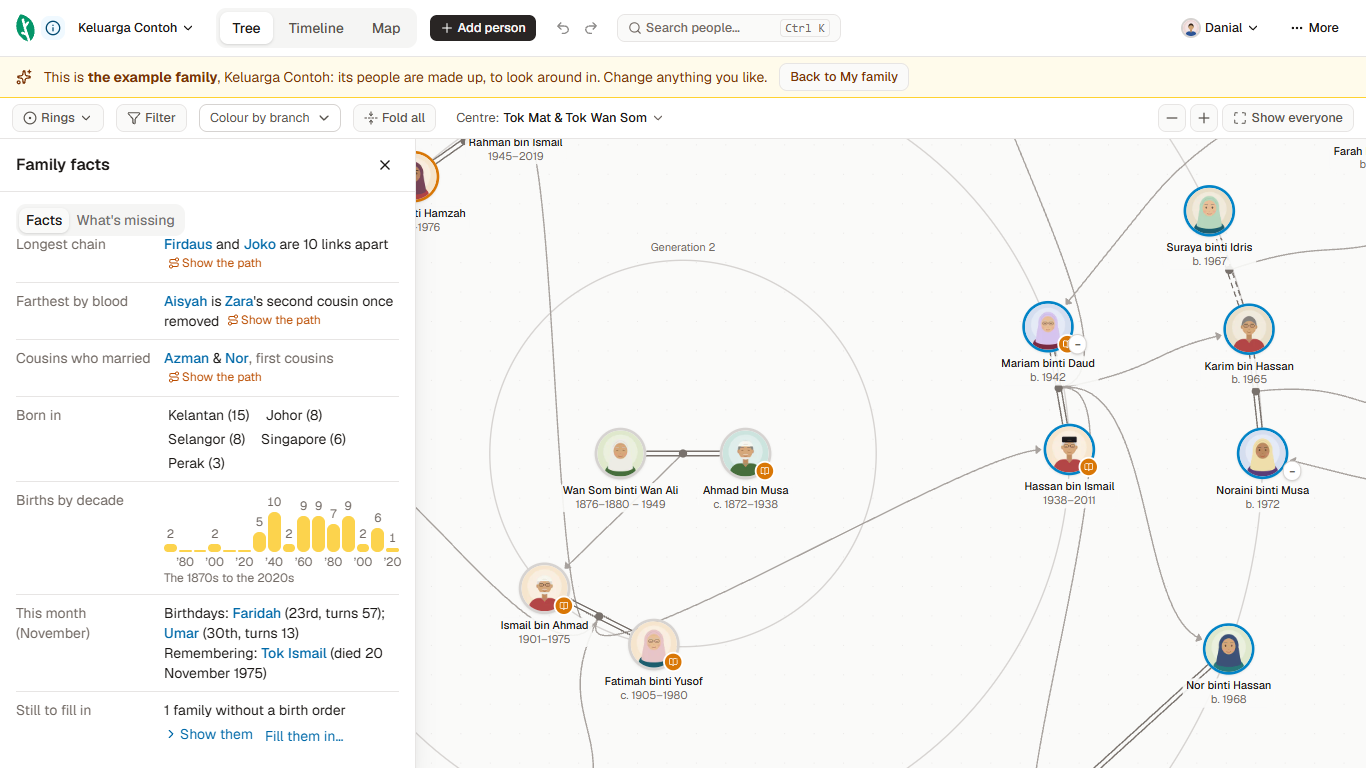 Keluarga Contoh
Tree
Timeline
Map
+ Add person
Search people…
Ctrl K
Danial
More
This is the example family, Keluarga Contoh: its people are made up, to look around in. Change anything you like.
Back to My family
Rings
Filter
Colour by branch
Fold all
Centre: Tok Mat & Tok Wan Som
Show everyone
Family facts
Facts
What's missing
Longest chain
Firdaus and Joko are 10 links apart
Show the path
Farthest by blood
Aisyah is Zara's second cousin once
removed Show the path
Cousins who married
Azman & Nor, first cousins
Show the path
Born in
Kelantan (15) Johor (8)
Selangor (8) Singapore (6)
Perak (3)
Births by decade
2 2 5 10 2 9 9 7 9 2 6 1
'80 '00 '20 '40 '60 '80 '00 '20
The 1870s to the 2020s
This month
(November)
Birthdays: Faridah (23rd, turns 57);
Umar (30th, turns 13)
Remembering: Tok Ismail (died 20
November 1975)
Still to fill in
1 family without a birth order
Show them Fill them in…
Rahman bin Ismail
1945–2019
ti Hamzah
-1976
Generation 2
Wan Som binti Wan Ali
1876–1880 – 1949
Ahmad bin Musa
c. 1872–1938
Ismail bin Ahmad
1901–1975
Fatimah binti Yusof
c. 1905–1980
Farah
b
Suraya binti Idris
b. 1967
Mariam binti Daud
b. 1942
Karim bin Hassan
b. 1965
Hassan bin Ismail
1938–2011
Noraini binti Musa
b. 1972
Nor binti Hassan
b. 1968